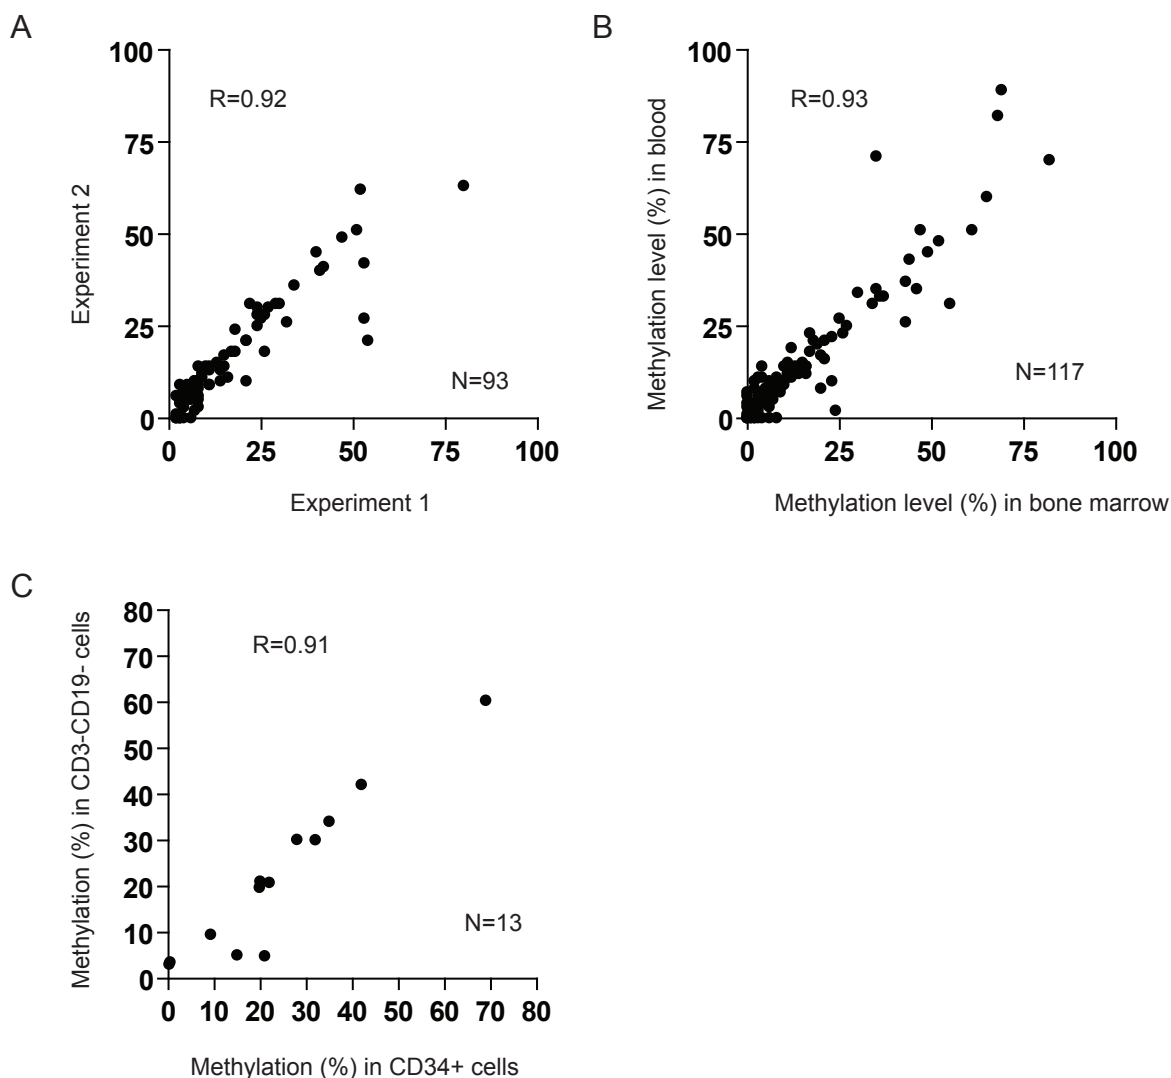 A
100
75
50
25
0
R=0.92
N=93
Experiment 2
0 25 50 75 100
Experiment 1
B
100
75
50
25
0
R=0.93
N=117
Methylation level (%) in blood
0 25 50 75 100
Methylation level (%) in bone marrow
C
80
70
60
50
40
30
20
10
0
R=0.91
N=13
Methylation (%) in CD3-CD19- cells
0 10 20 30 40 50 60 70 80
Methylation (%) in CD34+ cells